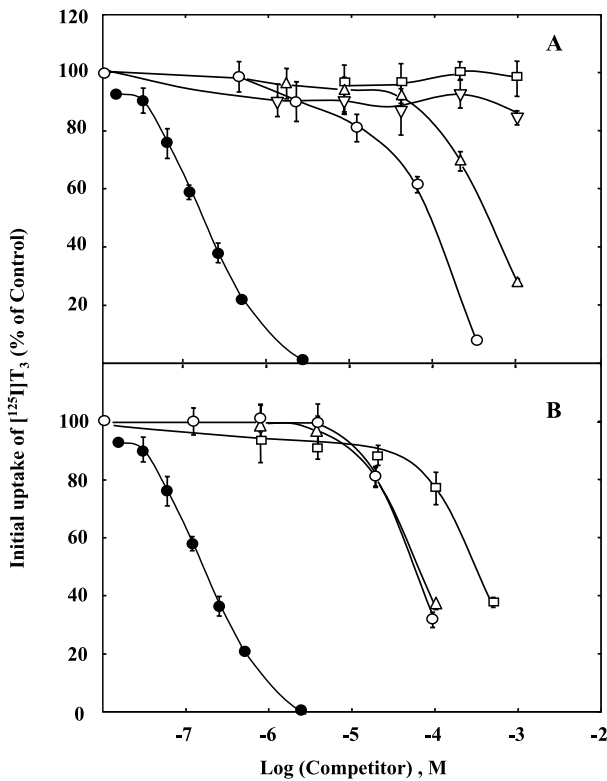 120
A
100
80
60
40
20
B
100
80
60
40
20
0
-7 -6 -5 -4 -3 -2
Log (Competitor) , M
Initial uptake of [¹²⁵I]T₃ (% of Control)